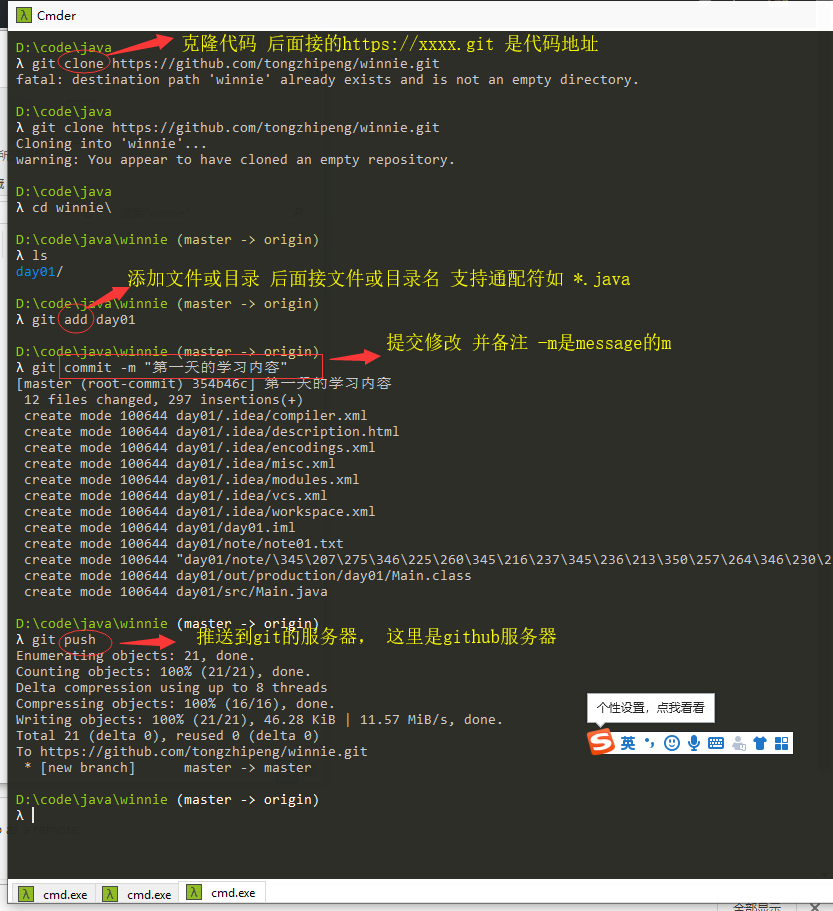 Cmder
D:\code\java
克隆代码 后面接的https://xxxx.git 是代码地址
λ git clone https://github.com/tongzhipeng/winnie.git
fatal: destination path 'winnie' already exists and is not an empty directory.
D:\code\java
λ git clone https://github.com/tongzhipeng/winnie.git
Cloning into 'winnie'...
warning: You appear to have cloned an empty repository.
D:\code\java
λ cd winnie\
D:\code\java\winnie (master -> origin)
λ ls
day01/
添加文件或目录 后面接文件或目录名 支持通配符如 *.java
D:\code\java\winnie (master -> origin)
λ git add day01
D:\code\java\winnie (master -> origin)
提交修改 并备注 -m是message的m
λ git commit -m "第一天的学习内容"
[master (root-commit) 354b46c] 第一天的学习内容
12 files changed, 297 insertions(+)
create mode 100644 day01/.idea/compiler.xml
create mode 100644 day01/.idea/description.html
create mode 100644 day01/.idea/encodings.xml
create mode 100644 day01/.idea/misc.xml
create mode 100644 day01/.idea/modules.xml
create mode 100644 day01/.idea/vcs.xml
create mode 100644 day01/.idea/workspace.xml
create mode 100644 day01/day01.iml
create mode 100644 day01/note/note01.txt
create mode 100644 "day01/note/\345\207\275\346\225\260\345\216\237\345\236\213\350\257\264\346\230\2
create mode 100644 day01/out/production/day01/Main.class
create mode 100644 day01/src/Main.java
D:\code\java\winnie (master -> origin)
λ git push
推送到git的服务器， 这里是github服务器
Enumerating objects: 21, done.
Counting objects: 100% (21/21), done.
Delta compression using up to 8 threads
Compressing objects: 100% (16/16), done.
Writing objects: 100% (21/21), 46.28 KiB | 11.57 MiB/s, done.
Total 21 (delta 0), reused 0 (delta 0)
To https://github.com/tongzhipeng/winnie.git
* [new branch]      master -> master
个性设置，点我看看
S 英
D:\code\java\winnie (master -> origin)
λ
λ cmd.exe λ cmd.exe λ cmd.exe
全部显示